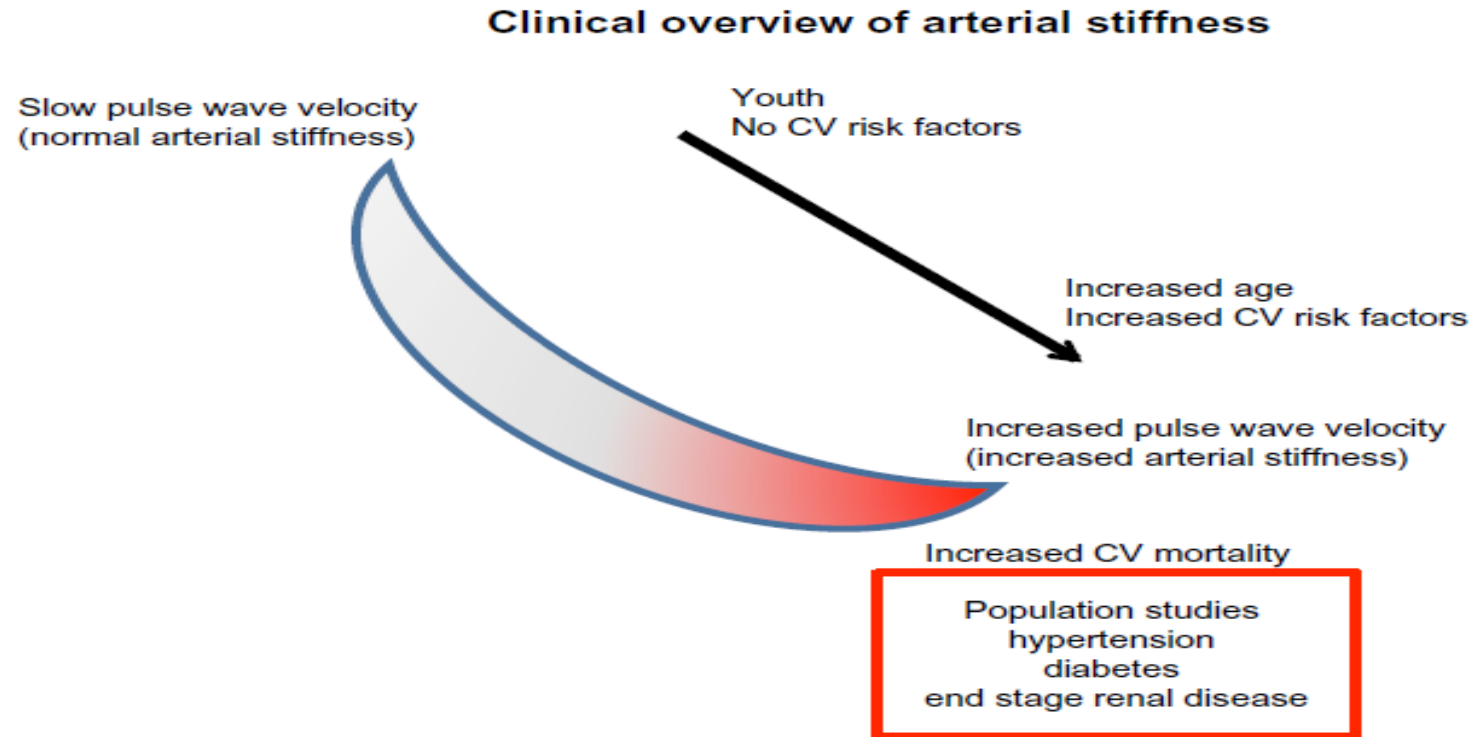 Clinical overview of arterial stiffness
Slow pulse wave velocity
(normal arterial stiffness)
Youth
No CV risk factors
Increased age
Increased CV risk factors
Increased pulse wave velocity
(increased arterial stiffness)
Increased CV mortality
Population studies
hypertension
diabetes
end stage renal disease